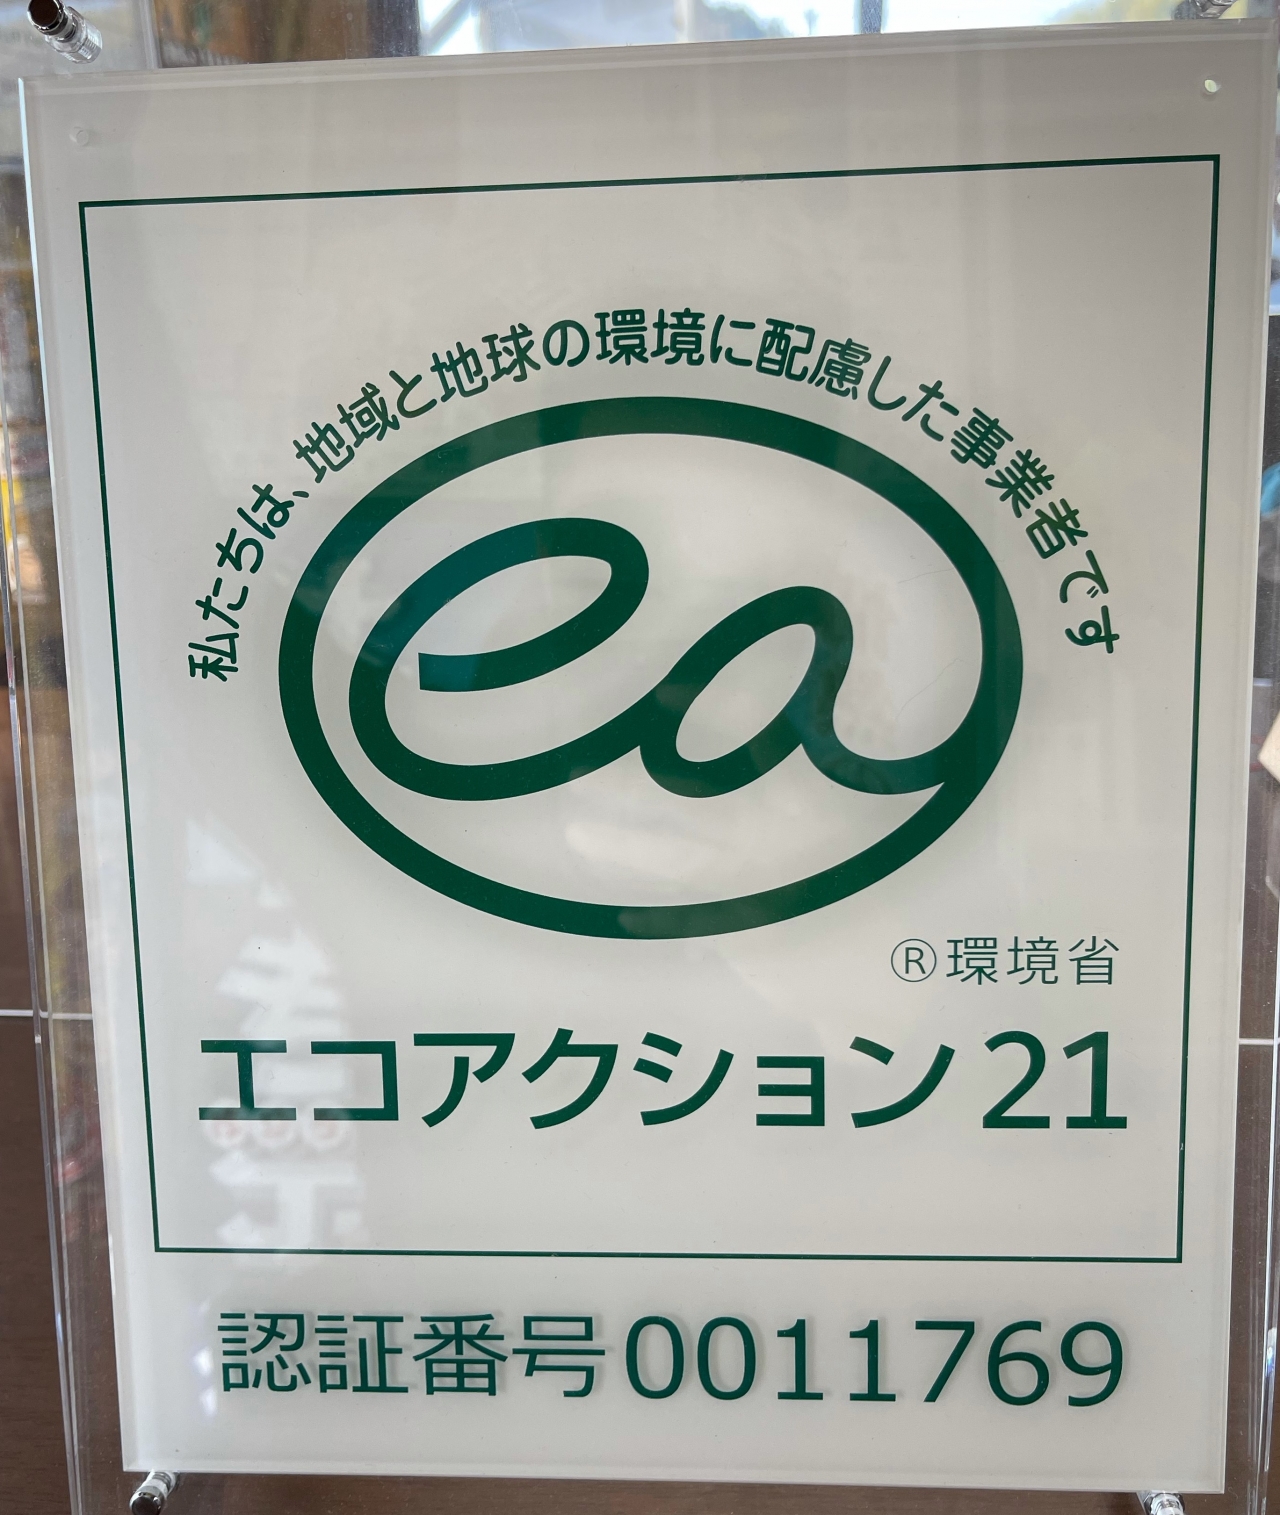 私たちは、地域と地球の環境に配慮した事業者です
ea
®環境省
エコアクション21
認証番号0011769